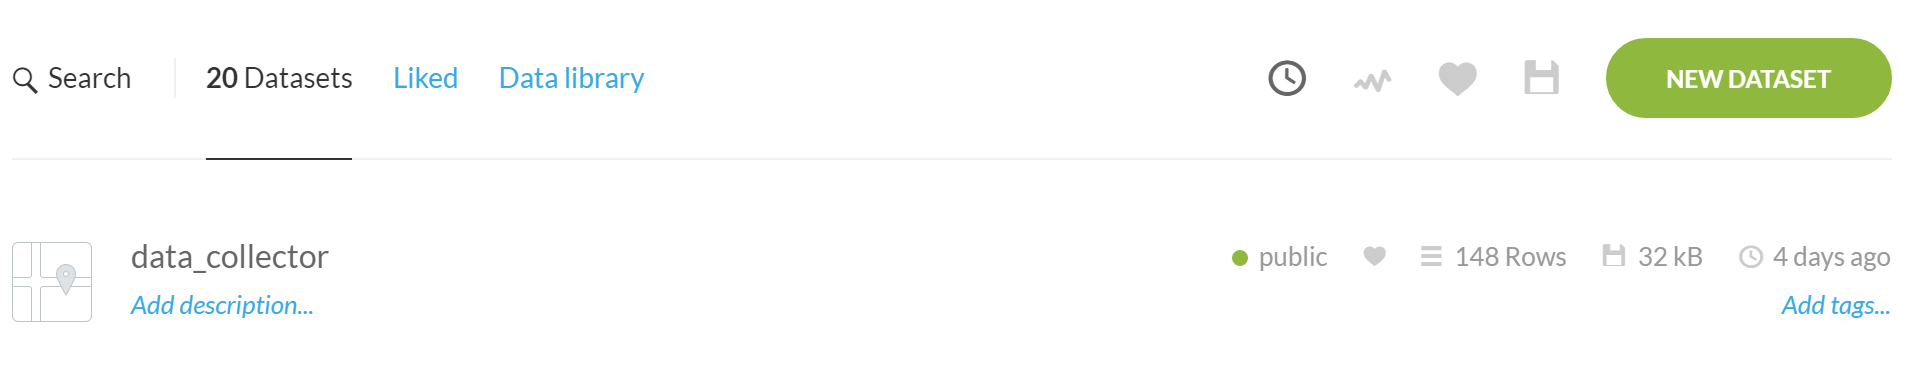 Search 20 Datasets Liked Data library NEW DATASET
data_collector public 148 Rows 32 kB 4 days ago
Add description... Add tags...